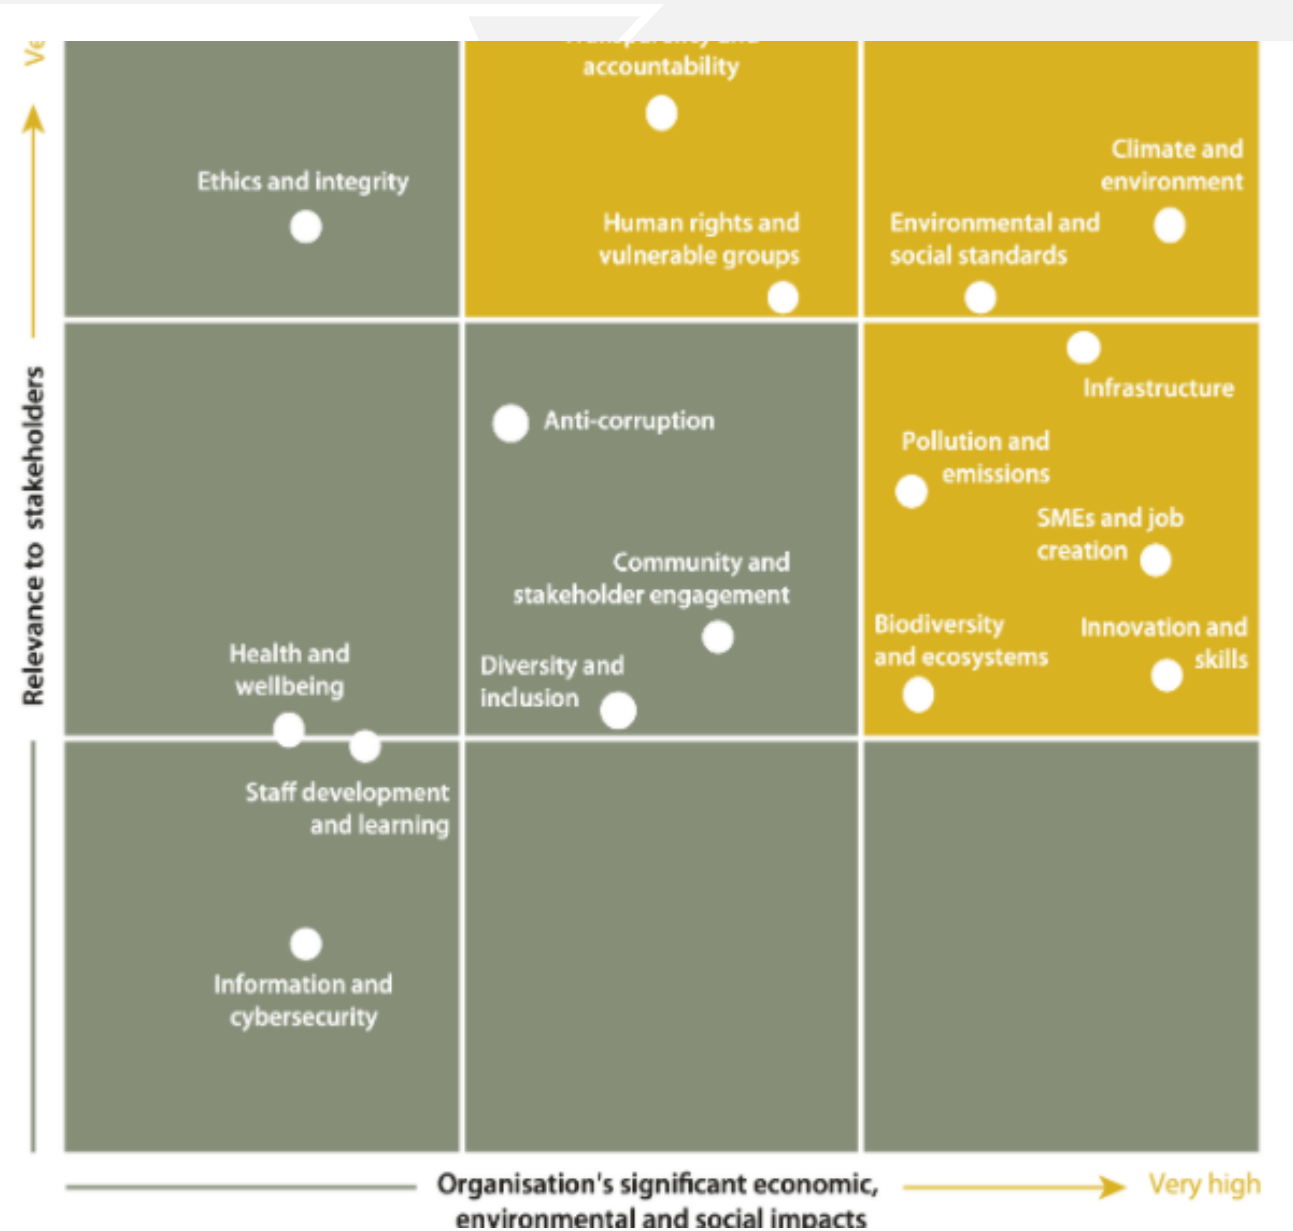 Transparency and
accountability
Climate and
environment
Ethics and integrity
Human rights and
vulnerable groups
Environmental and
social standards
Infrastructure
Anti-corruption
Pollution and
emissions
SMEs and job
creation
Community and
stakeholder engagement
Biodiversity
and ecosystems
Innovation and
skills
Health and
wellbeing
Diversity and
inclusion
Staff development
and learning
Information and
cybersecurity
Relevance to stakeholders
Organisation's significant economic,
environmental and social impacts
Very high